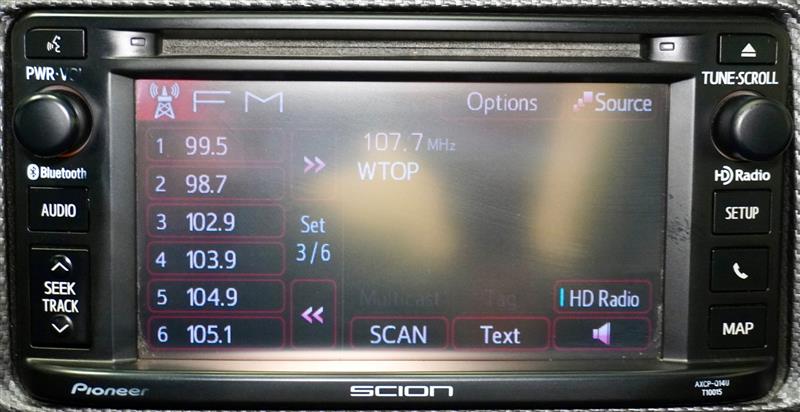 PWR·VOL
TUNE·SCROLL
FM
Options
Source
1 99.5
107.7 MHz
2 98.7
WTOP
Bluetooth
HD Radio
3 102.9
Set
AUDIO
SETUP
4 103.9
3/6
SEEK
TRACK
5 104.9
Multicast
Tag
HD Radio
6 105.1
SCAN
Text
MAP
Pioneer
SCION
AXCP-Q14U
T10015